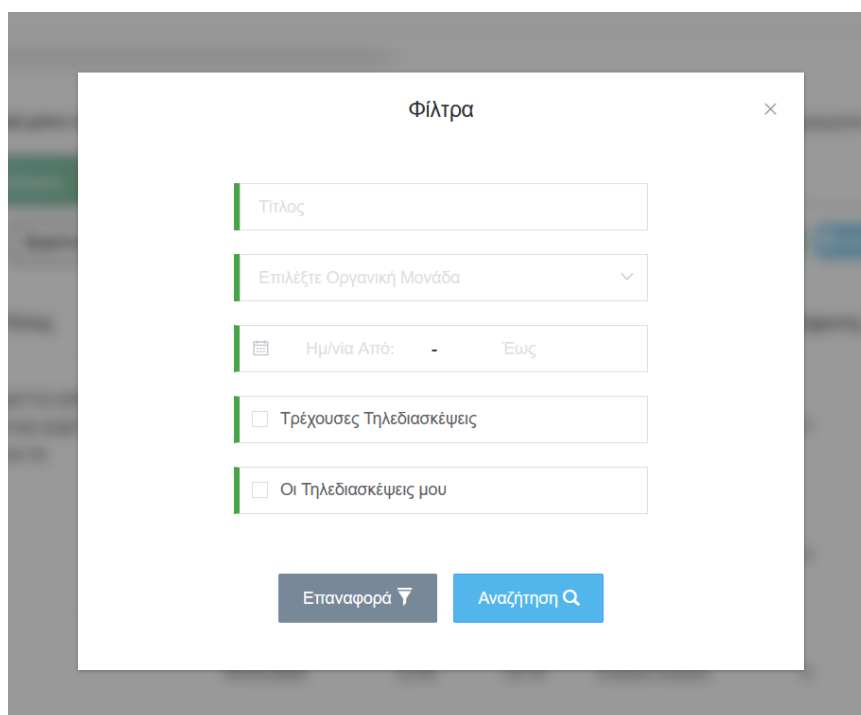 Φίλτρα
Τίτλος
Επιλέξτε Οργανική Μονάδα
Ημ/νία Από: - Έως
Τρέχουσες Τηλεδιασκέψεις
Οι Τηλεδιασκέψεις μου
Επαναφορά
Αναζήτηση